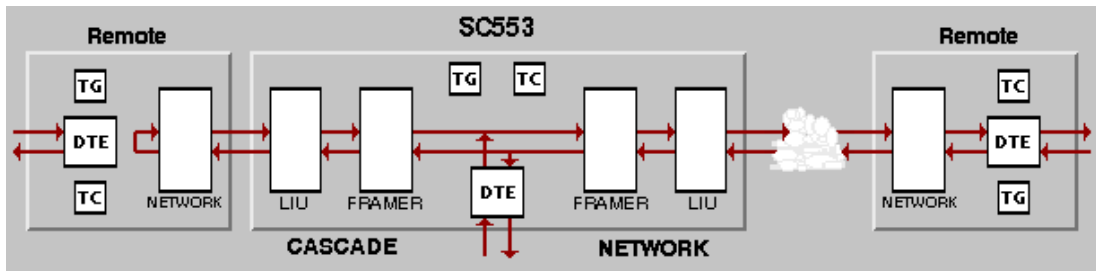 Remote
SC553
Remote
TG
TG
TC
TC
DTE
DTE
DTE
TC
TG
NETWORK
LIU
FRAMER
FRAMER
LIU
NETWORK
CASCADE
NETWORK